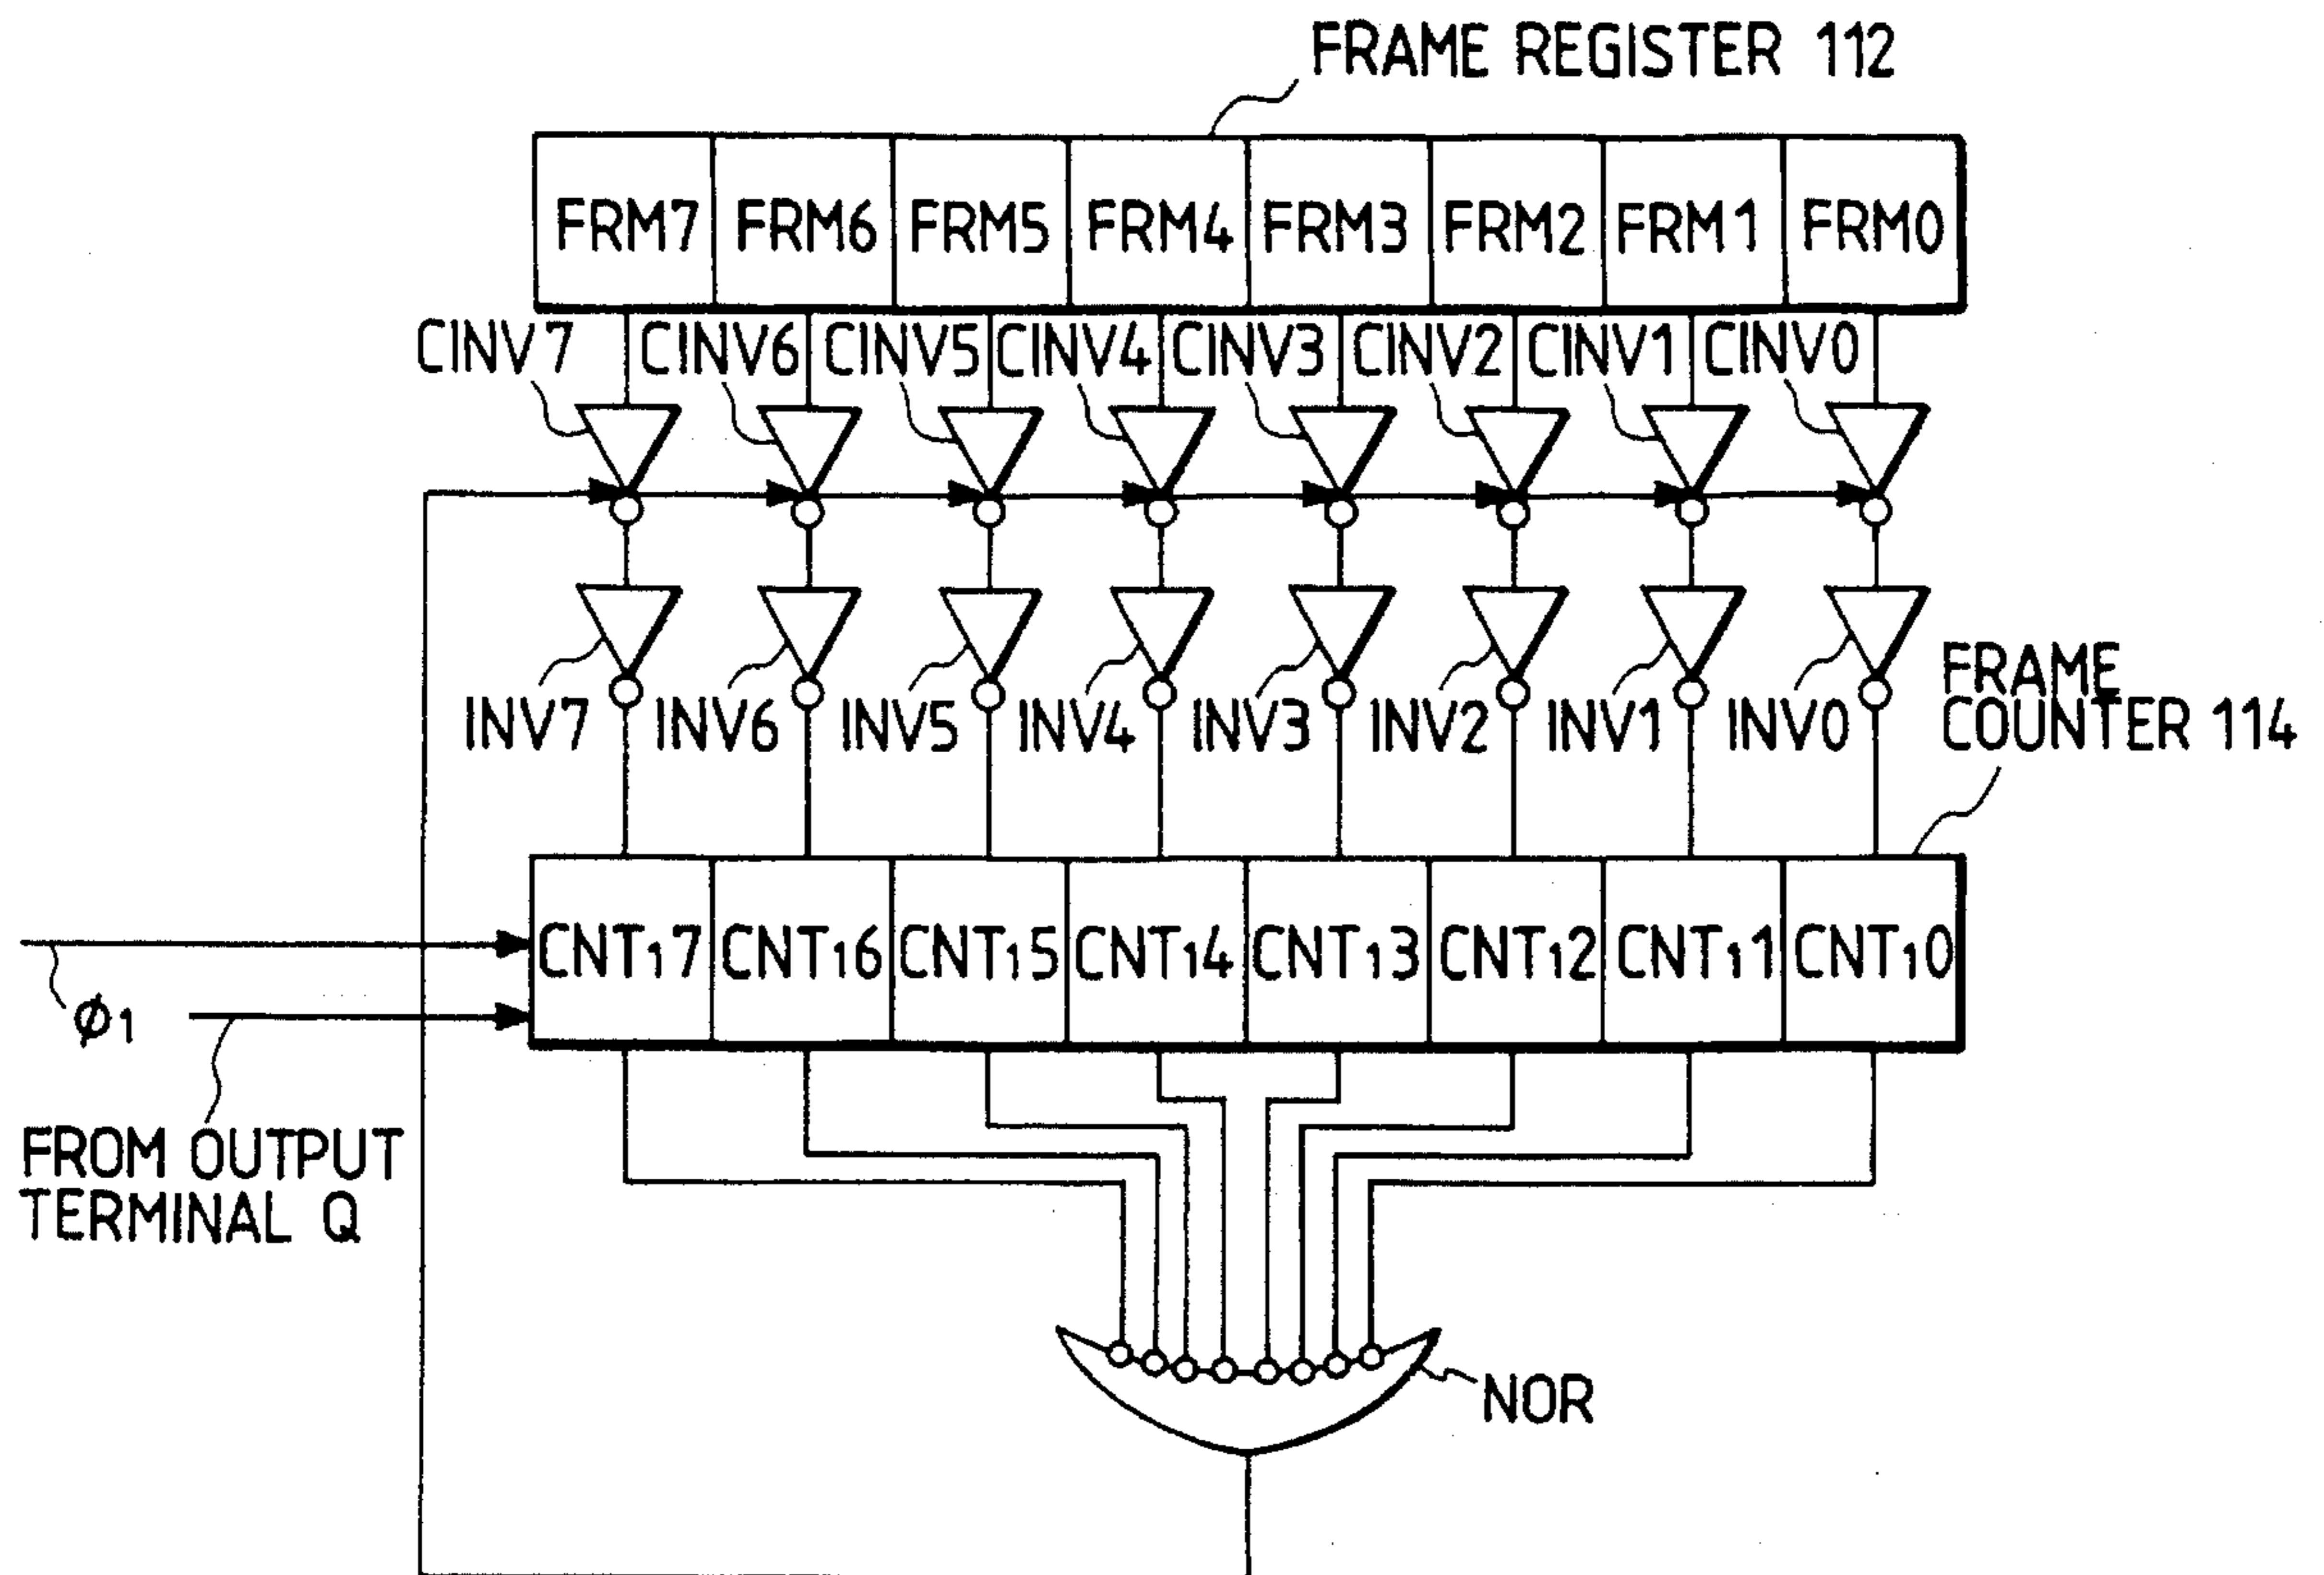 FRAME REGISTER 112
FRM7 FRM6 FRM5 FRM4 FRM3 FRM2 FRM1 FRM0
CINV7 CINV6 CINV5 CINV4 CINV3 CINV2 CINV1 CINV0
INV7 INV6 INV5 INV4 INV3 INV2 INV1 INV0
FRAME
COUNTER 114
CNT₁7 CNT₁6 CNT₁5 CNT₁4 CNT₁3 CNT₁2 CNT₁1 CNT₁0
ø1
FROM OUTPUT
TERMINAL Q
NOR